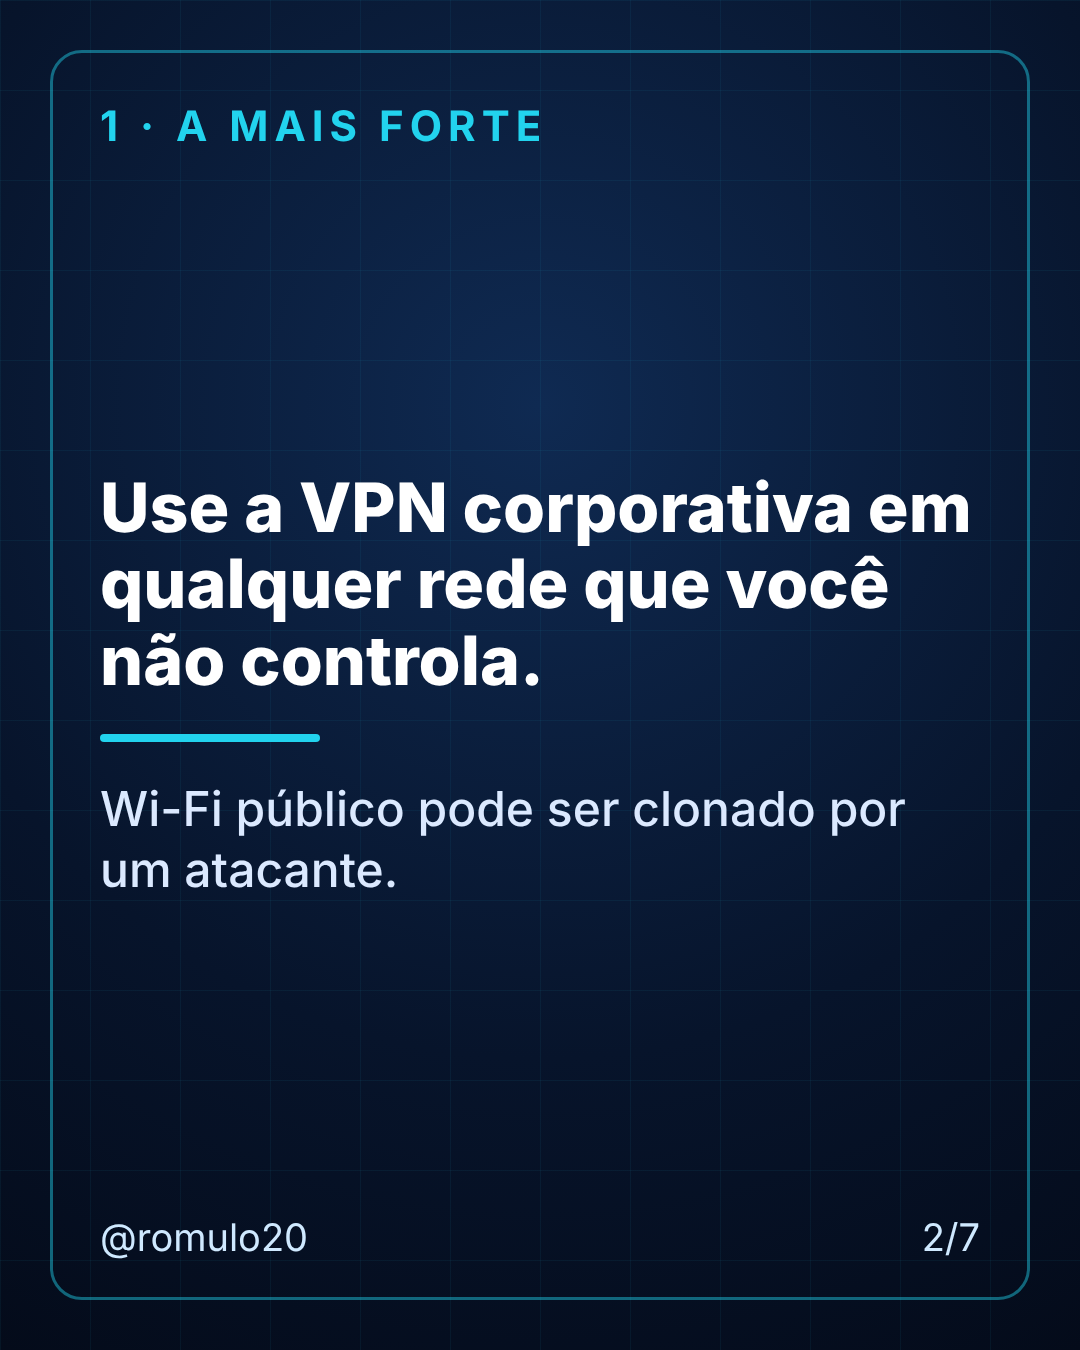 1 · A MAIS FORTE
Use a VPN corporativa em
qualquer rede que você
não controla.
Wi-Fi público pode ser clonado por
um atacante.
@romulo20
2/7